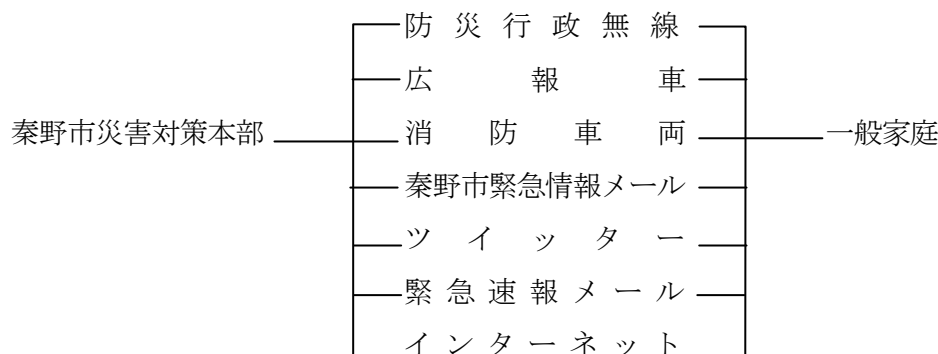 防災行政無線
広報車
秦野市災害対策本部
消防車両
一般家庭
秦野市緊急情報メール
ツイッター
緊急速報メール
インターネット